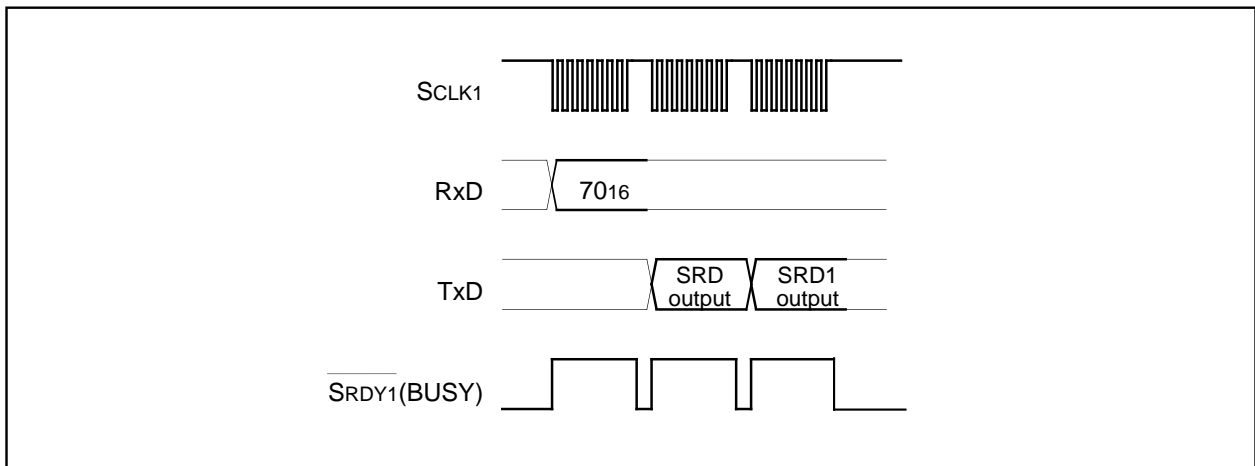 SCLK1
RxD
7016
TxD
SRD
output
SRD1
output
SRDY1(BUSY)